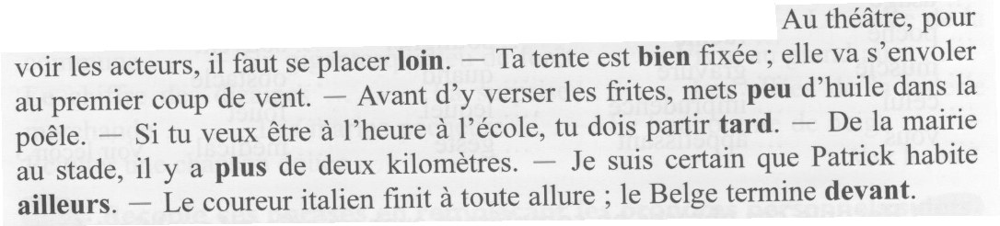 Au théâtre, pour
voir les acteurs, il faut se placer loin. — Ta tente est bien fixée ; elle va s'envoler
au premier coup de vent. — Avant d'y verser les frites, mets peu d'huile dans la
poêle. — Si tu veux être à l'heure à l'école, tu dois partir tard. — De la mairie
au stade, il y a plus de deux kilomètres. — Je suis certain que Patrick habite
ailleurs. — Le coureur italien finit à toute allure ; le Belge termine devant.